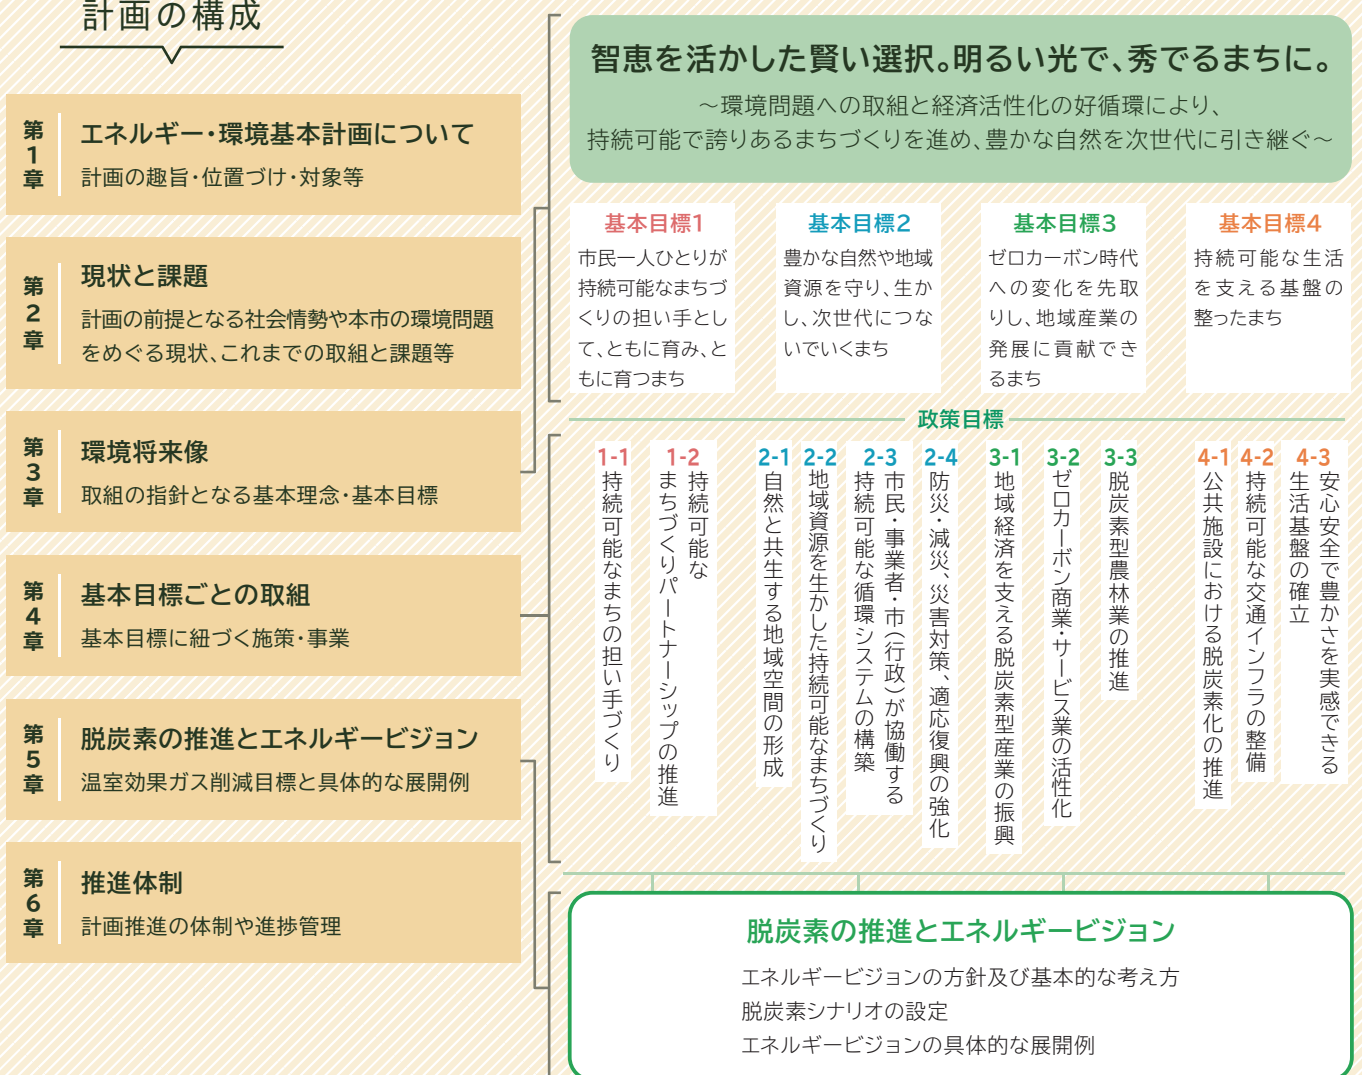 計画の構成
第1章
エネルギー・環境基本計画について
計画の趣旨・位置づけ・対象等
第2章
現状と課題
計画の前提となる社会情勢や本市の環境問題
をめぐる現状、これまでの取組と課題等
第3章
環境将来像
取組の指針となる基本理念・基本目標
第4章
基本目標ごとの取組
基本目標に紐づく施策・事業
第5章
脱炭素の推進とエネルギービジョン
温室効果ガス削減目標と具体的な展開例
第6章
推進体制
計画推進の体制や進捗管理
智恵を活かした賢い選択。明るい光で、秀でるまちに。
～環境問題への取組と経済活性化の好循環により、
持続可能で誇りあるまちづくりを進め、豊かな自然を次世代に引き継ぐ～
基本目標1
市民一人ひとりが
持続可能なまちづ
くりの担い手とし
て、ともに育み、と
もに育つまち
基本目標2
豊かな自然や地域
資源を守り、生か
し、次世代につな
いでいくまち
基本目標3
ゼロカーボン時代
への変化を先取
りし、地域産業の
発展に貢献でき
るまち
基本目標4
持続可能な生活
を支える基盤の
整ったまち
政策目標
1-1
持続可能なまちの担い手づくり
1-2
持続可能な
まちづくりパートナーシップの推進
2-1
自然と共生する地域空間の形成
2-2
地域資源を生かした持続可能なまちづくり
2-3
市民・事業者・市（行政）が協働する
持続可能な循環システムの構築
2-4
防災・減災、災害対策、適応復興の強化
3-1
地域経済を支える脱炭素型産業の振興
3-2
ゼロカーボン商業・サービス業の活性化
3-3
脱炭素型農林業の推進
4-1
公共施設における脱炭素化の推進
4-2
持続可能な交通インフラの整備
4-3
安心安全で豊かさを実感できる
生活基盤の確立
脱炭素の推進とエネルギービジョン
エネルギービジョンの方針及び基本的な考え方
脱炭素シナリオの設定
エネルギービジョンの具体的な展開例